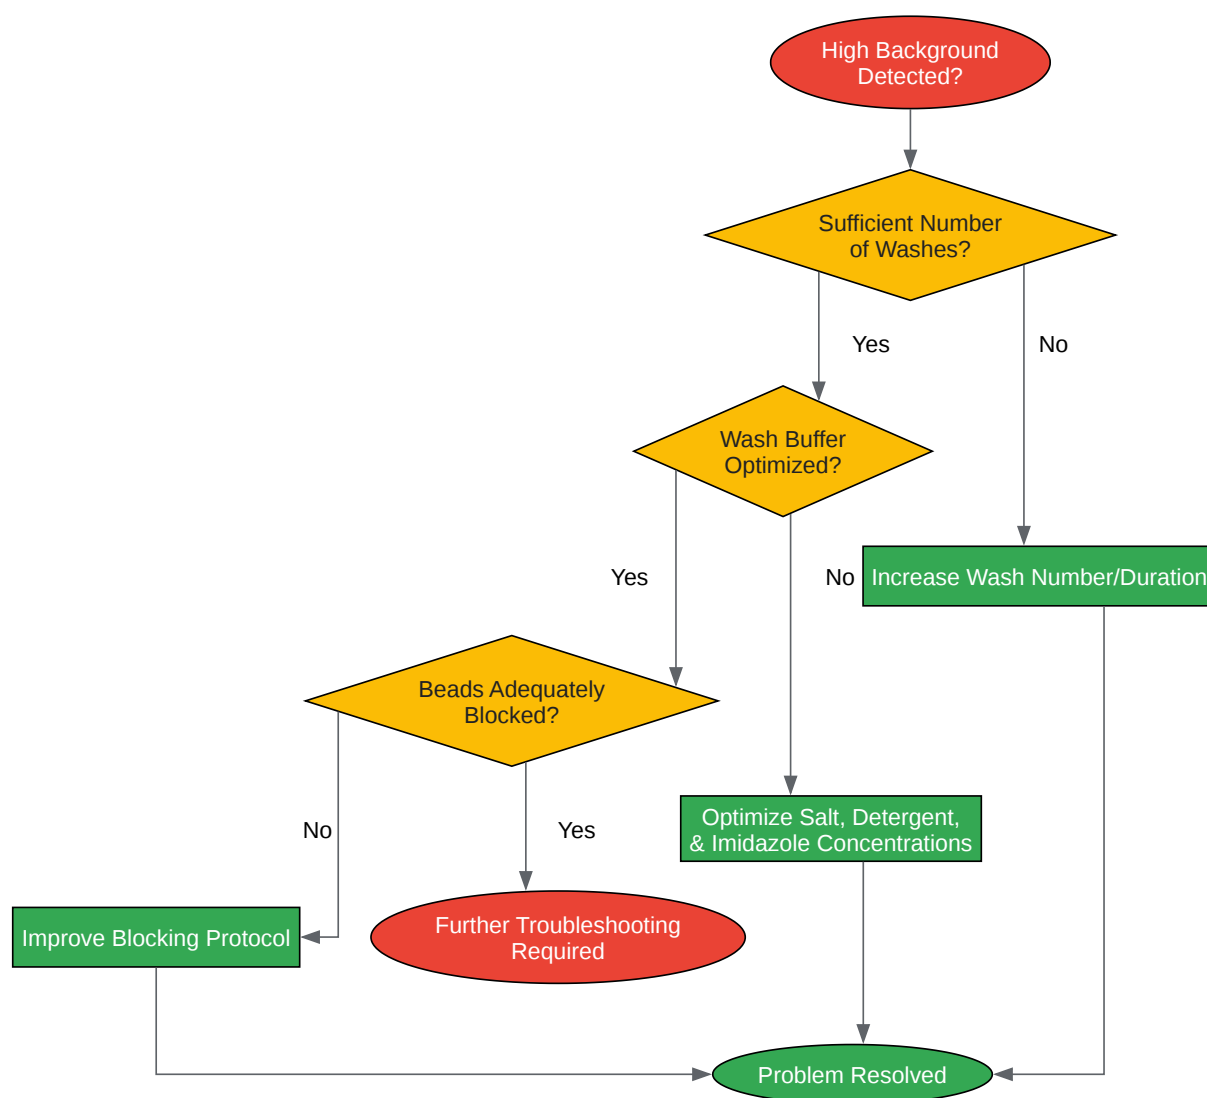 High Background
Detected?
Sufficient Number
of Washes?
Yes
No
Wash Buffer
Optimized?
Yes
No
Increase Wash Number/Duration
Beads Adequately
Blocked?
Optimize Salt, Detergent,
& Imidazole Concentrations
No
Yes
Further Troubleshooting
Required
Improve Blocking Protocol
Problem Resolved